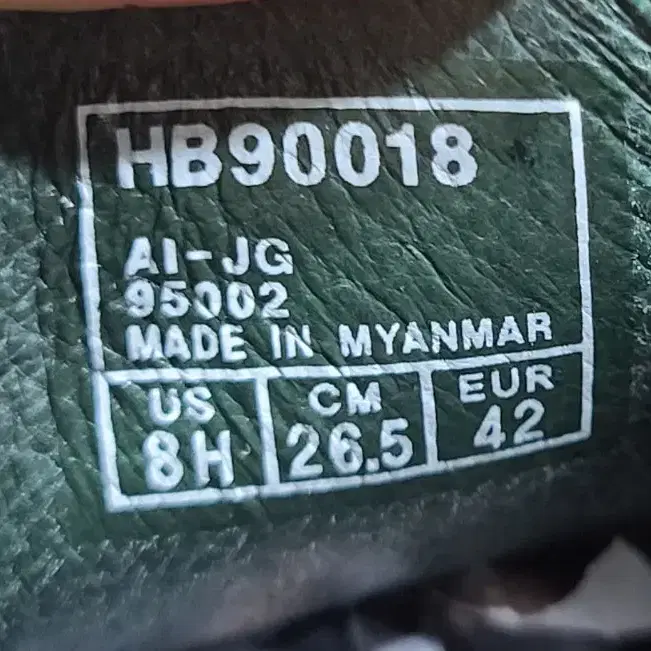 HB90018
AI-JG
95002
MADE IN MYANMAR
US CM EUR
8H 26.5 42